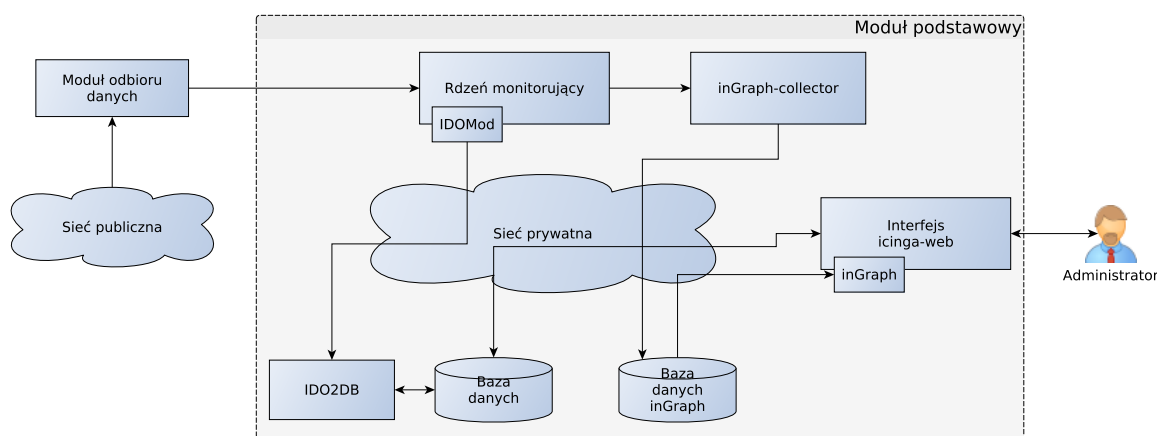 Moduł podstawowy
Moduł odbioru
danych
Rdzeń monitorujący
inGraph-collector
IDOMod
Sieć publiczna
Sieć prywatna
Interfejs
icinga-web
inGraph
Administrator
IDO2DB
Baza
danych
Baza
danych
inGraph